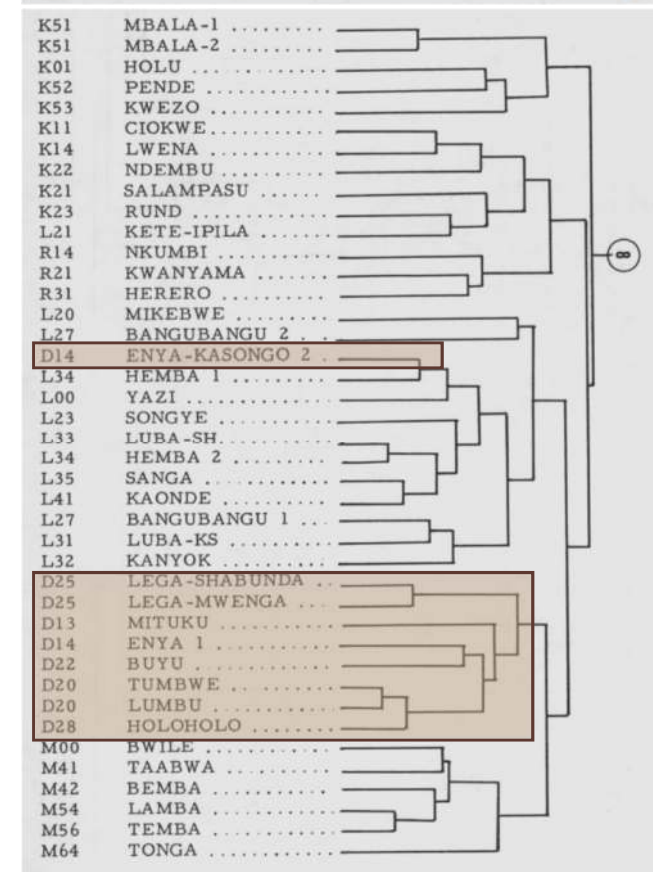 K51 MBALA-1 .........
K51 MBALA-2 .........
K01 HOLU ............
K52 PENDE ...........
K53 KWEZO ...........
K11 CIOKWE ..........
K14 LWENA ...........
K22 NDEMBU ..........
K21 SALAMPASU .......
K23 RUND ............
L21 KETE-IPILA ......
R14 NKUMBI ..........
R21 KWANYAMA ........
R31 HERERO ..........
L20 MIKEBWE .........
L27 BANGUBANGU 2 . .
D14 ENYA-KASONGO 2 .
L34 HEMBA 1 .........
L00 YAZI ............
L23 SONGYE ..........
L33 LUBA-SH..........
L34 HEMBA 2 .........
L35 SANGA ...........
L41 KAONDE ..........
L27 BANGUBANGU 1 ...
L31 LUBA-KS .........
L32 KANYOK ..........
D25 LEGA-SHABUNDA ..
D25 LEGA-MWENGA ...
D13 MITUKU ..........
D14 ENYA 1 ..........
D22 BUYU ............
D20 TUMBWE ..........
D20 LUMBU ...........
D28 HOLOHOLO ........
M00 BWILE ...........
M41 TAABWA ..........
M42 BEMBA ...........
M54 LAMBA ...........
M56 TEMBA ...........
M64 TONGA ...........
8